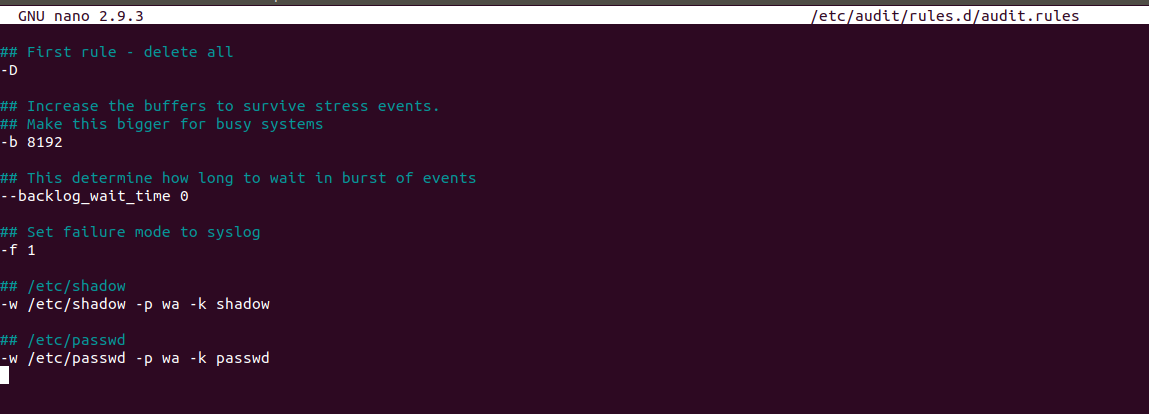 GNU nano 2.9.3 /etc/audit/rules.d/audit.rules
## First rule - delete all
-D
## Increase the buffers to survive stress events.
## Make this bigger for busy systems
-b 8192
## This determine how long to wait in burst of events
--backlog_wait_time 0
## Set failure mode to syslog
-f 1
## /etc/shadow
-w /etc/shadow -p wa -k shadow
## /etc/passwd
-w /etc/passwd -p wa -k passwd